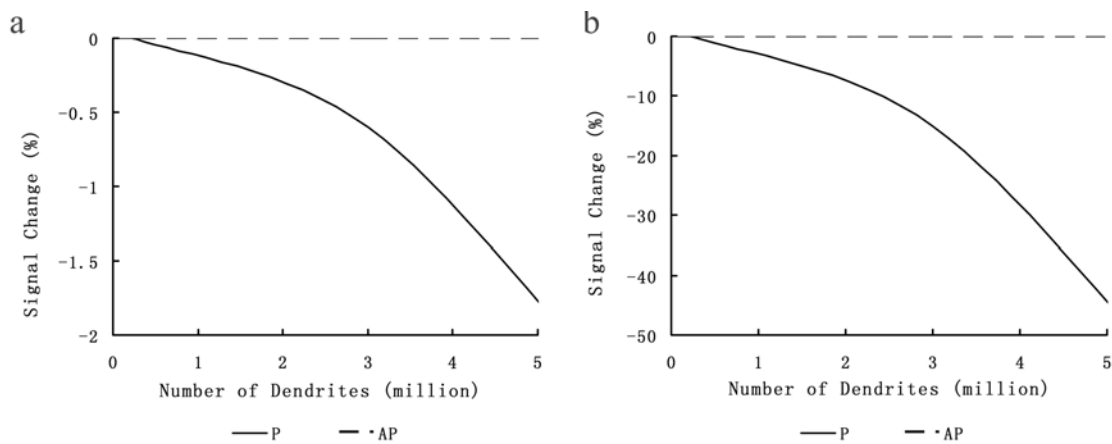 a
0
-0.5
-1
-1.5
-2
Signal Change (%)
0 1 2 3 4 5
Number of Dendrites (million)
P AP
b
0
-10
-20
-30
-40
-50
Signal Change (%)
0 1 2 3 4 5
Number of Dendrites (million)
P AP